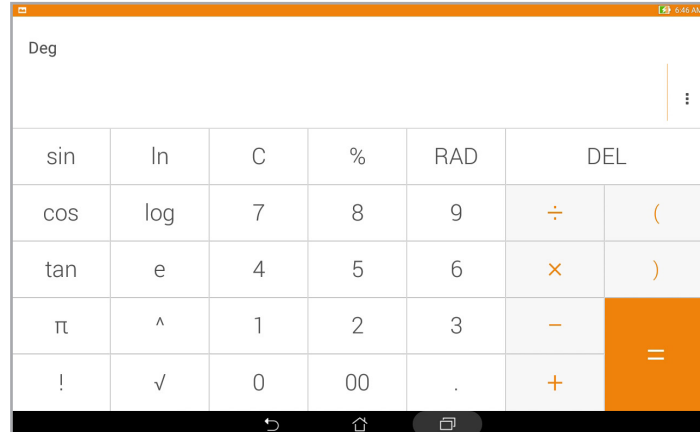 6:46 AM
Deg
sin ln C % RAD DEL
cos log 7 8 9 ÷ (
tan e 4 5 6 × )
π ^ 1 2 3 −
=
! √ 0 00 . +